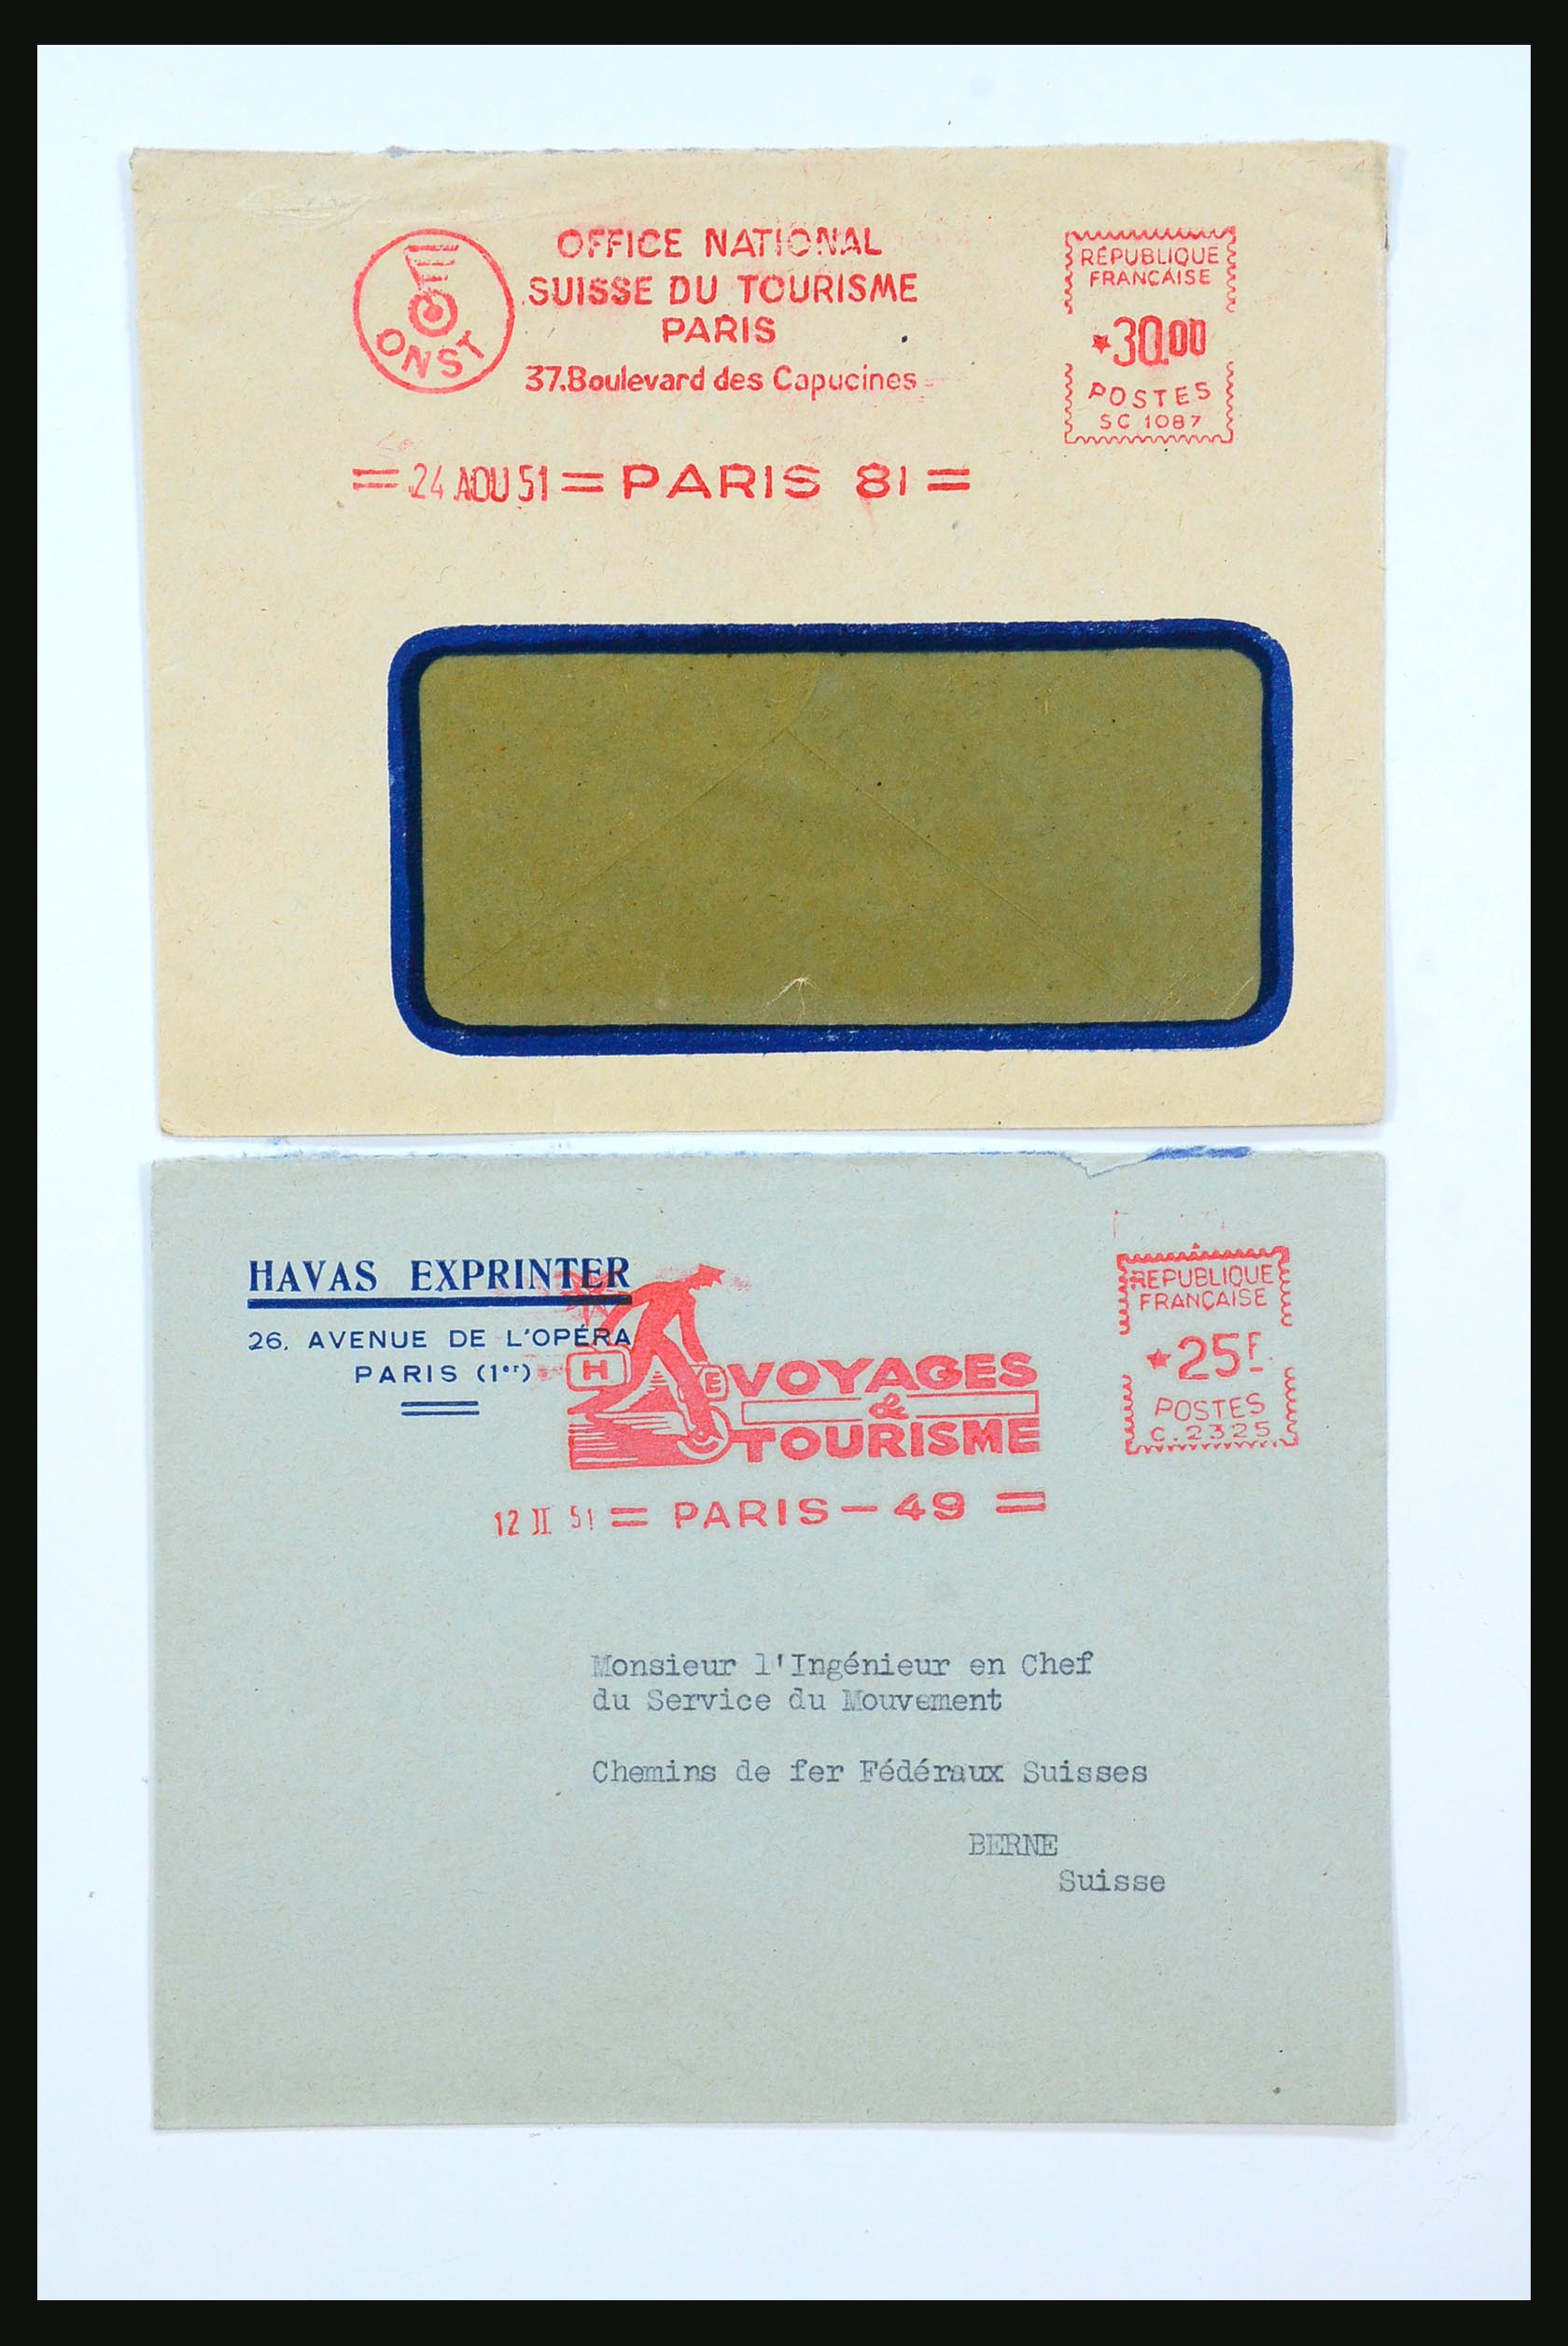 OFFICE NATIONAL
SUISSE DU TOURISME
PARIS
37.Boulevard des Capucines
ONST
RÉPUBLIQUE
FRANÇAISE
*30.00
POSTES
SC 1087
= 24 AOU 51 = PARIS 81 =
HAVAS EXPRINTER
26, AVENUE DE L'OPÉRA
PARIS (1er)
H E VOYAGES
&
TOURISME
REPUBLIQUE
FRANÇAISE
*25F
POSTES
C.2325
12 II 51 = PARIS - 49 =
Monsieur l'Ingénieur en Chef
du Service du Mouvement
Chemins de fer Fédéraux Suisses
BERNE
Suisse